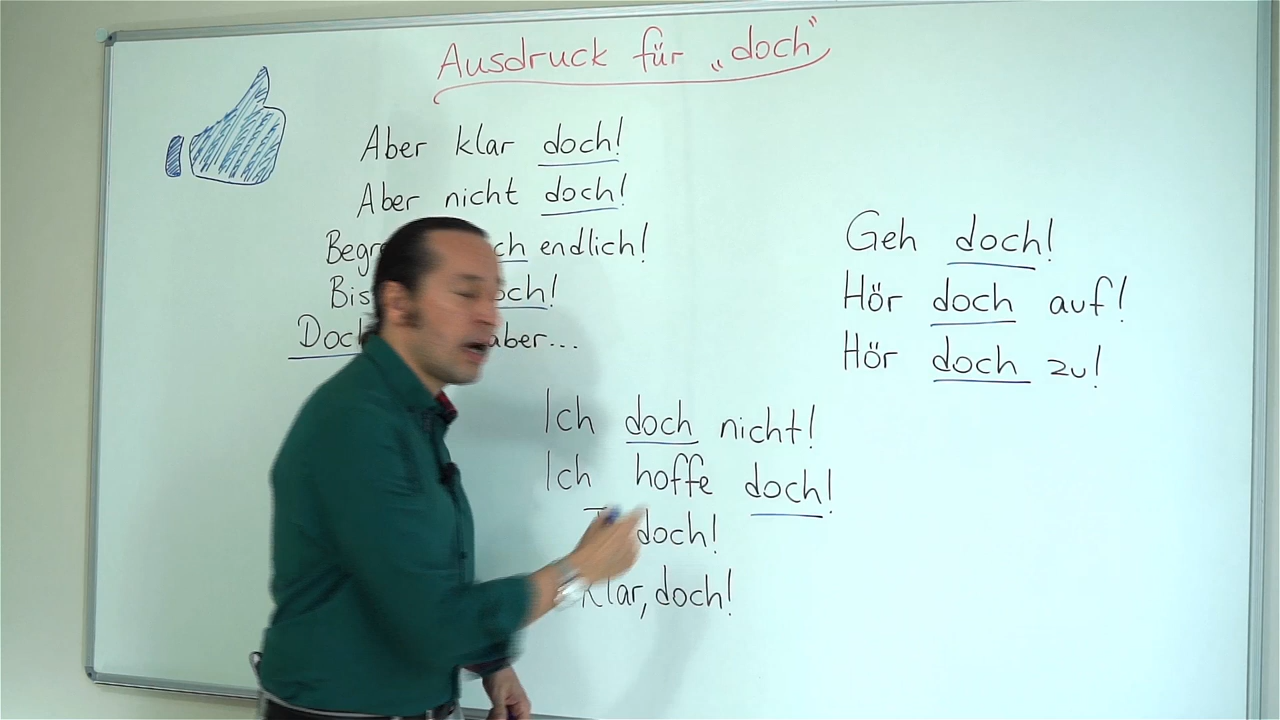 Ausdruck für „doch“
Aber klar doch!
Aber nicht doch!
endlich!
aber...
Geh doch!
Hör doch auf!
Hör doch zu!
Ich doch nicht!
Ich hoffe doch!
doch!
Klar, doch!